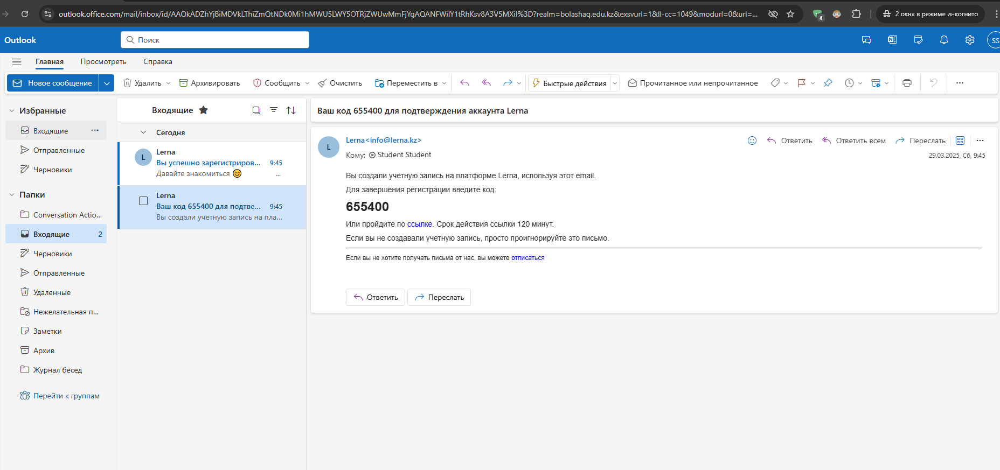 outlook.office.com/mail/inbox/id/AAQkADZhYjBiMDVkLThiZmQtNDk0Mi1hMWU5LWY5OTRjZWUwMmFjYgAQANFWiIY1tRhKsv8A3V5MXiI%3D?realm=bolashaq.edu.kz&exsvurl=1&ll-cc=1049&modurl=0&url=...
4
2 окна в режиме инкогнито
Outlook
Поиск
SS
Главная
Просмотреть
Справка
Новое сообщение
Удалить
Архивировать
Сообщить
Очистить
Переместить в
Быстрые действия
Прочитанное или непрочитанное
Избранные
Входящие
Отправленные
Черновики
Папки
Conversation Actio...
Входящие 2
Черновики
Отправленные
Удаленные
Нежелательная п...
Заметки
Архив
Журнал бесед
Перейти к группам
Входящие
Сегодня
L
Lerna
Вы успешно зарегистриров... 9:45
Давайте знакомиться 😊 ...
Lerna
Ваш код 655400 для подтве... 9:45
Вы создали учетную запись на пла...
Ваш код 655400 для подтверждения аккаунта Lerna
L
Lerna<info@lerna.kz>
Ответить
Ответить всем
Переслать
Кому: Student Student
29.03.2025, Сб, 9:45
Вы создали учетную запись на платформе Lerna, используя этот email.
Для завершения регистрации введите код:
655400
Или пройдите по ссылке. Срок действия ссылки 120 минут.
Если вы не создавали учетную запись, просто проигнорируйте это письмо.
Если вы не хотите получать письма от нас, вы можете отписаться
Ответить
Переслать